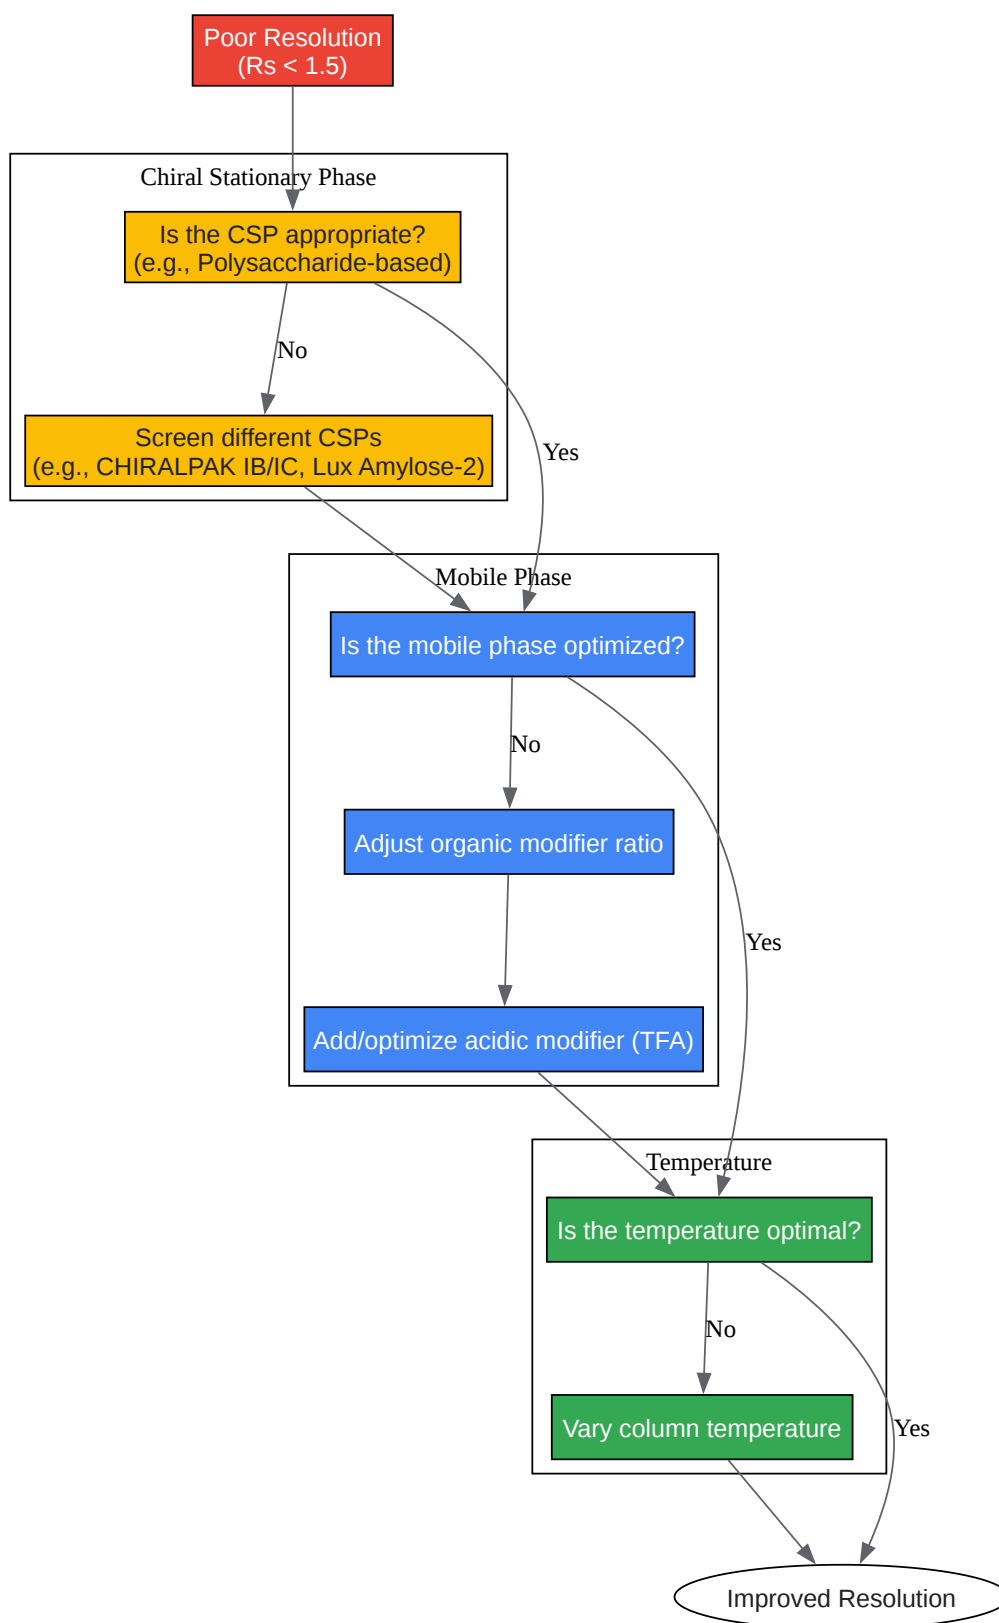 Poor Resolution
(Rs < 1.5)
Chiral Stationary Phase
Is the CSP appropriate?
(e.g., Polysaccharide-based)
No
Screen different CSPs
(e.g., CHIRALPAK IB/IC, Lux Amylose-2)
Yes
Mobile Phase
Is the mobile phase optimized?
No
Adjust organic modifier ratio
Yes
Add/optimize acidic modifier (TFA)
Temperature
Is the temperature optimal?
No
Vary column temperature
Yes
Improved Resolution